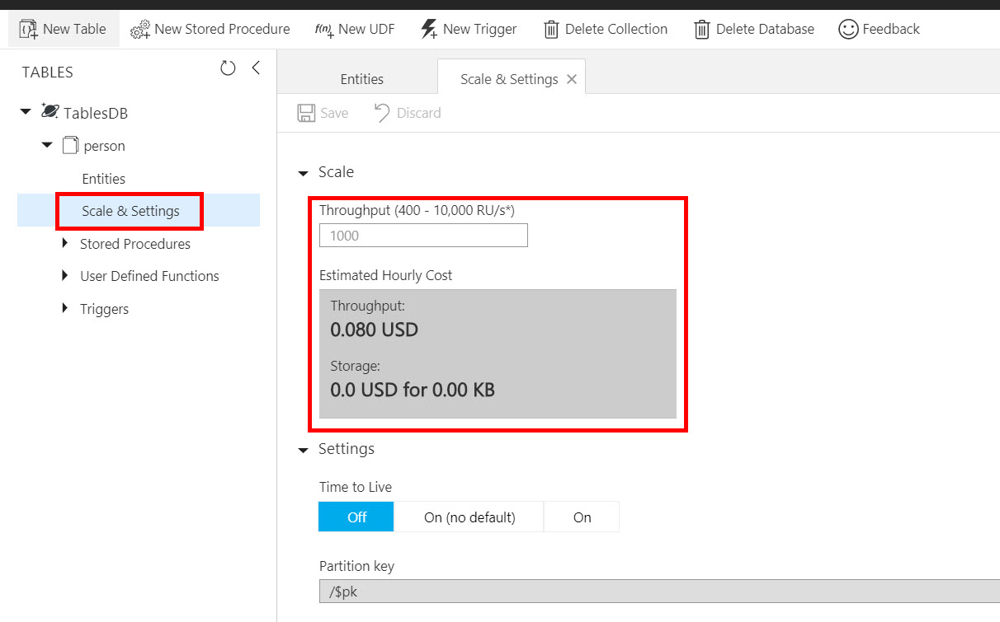 New Table New Stored Procedure f(n) New UDF New Trigger Delete Collection Delete Database Feedback
TABLES
TablesDB
person
Entities
Scale & Settings
Stored Procedures
User Defined Functions
Triggers
Entities Scale & Settings
Save Discard
Scale
Throughput (400 - 10,000 RU/s*)
1000
Estimated Hourly Cost
Throughput:
0.080 USD
Storage:
0.0 USD for 0.00 KB
Settings
Time to Live
Off On (no default) On
Partition key
/$pk